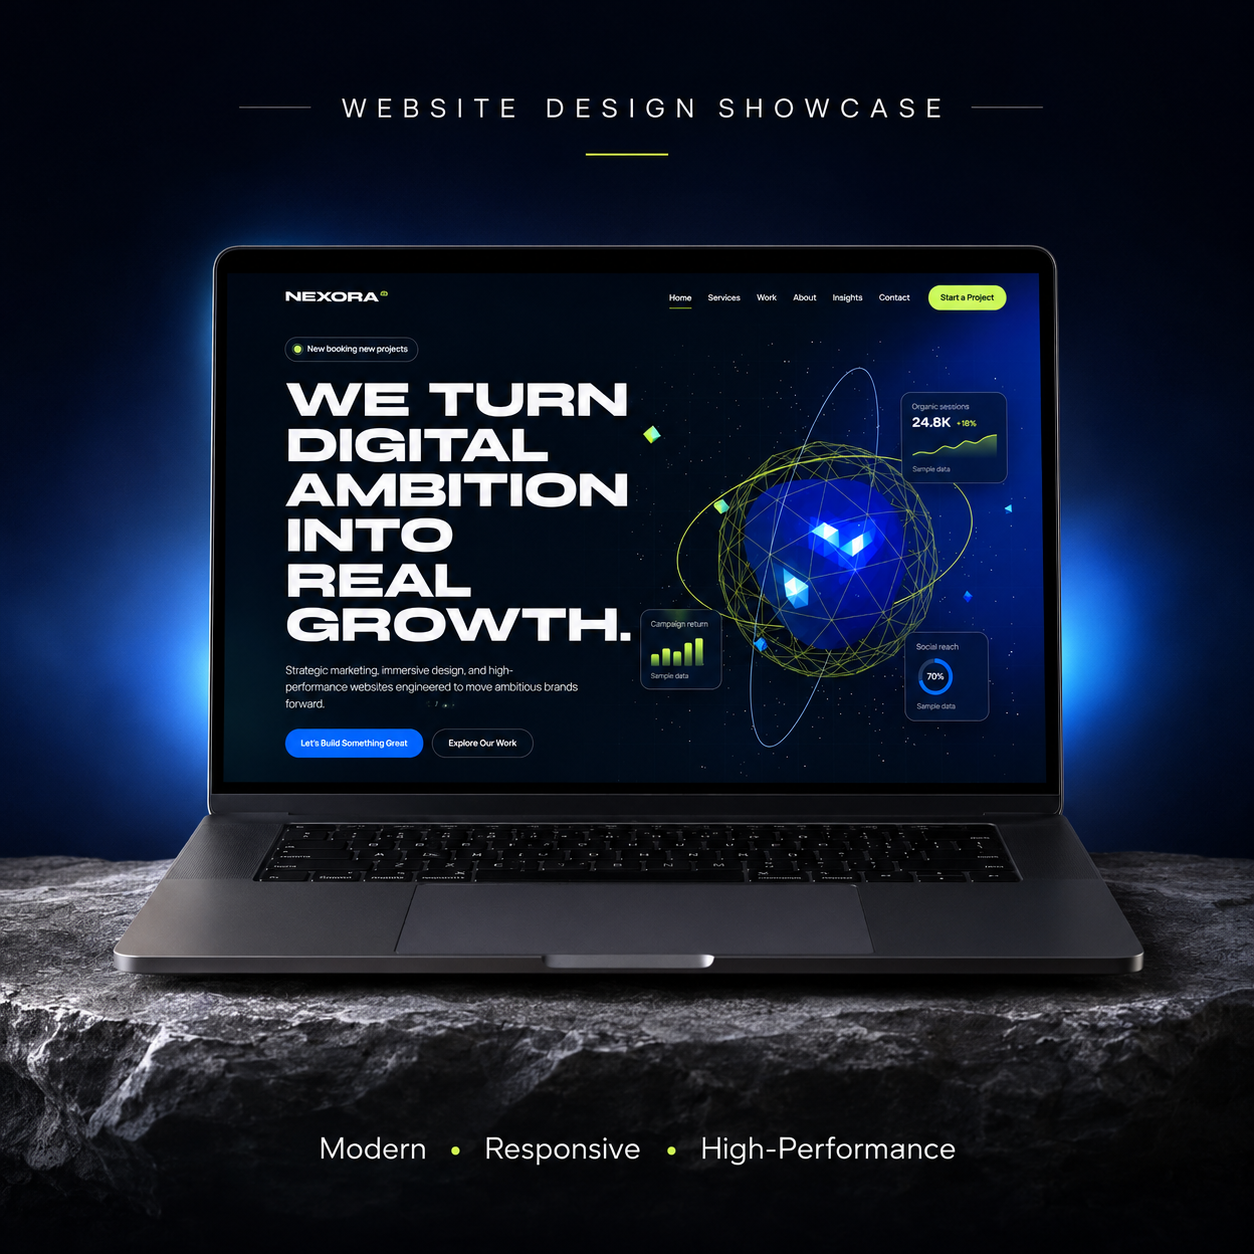 WEBSITE DESIGN SHOWCASE
NEXORA
Home Services Work About Insights Contact Start a Project
New booking new projects
WE TURN
DIGITAL
AMBITION
INTO
REAL
GROWTH.
Strategic marketing, immersive design, and high-
performance websites engineered to move ambitious brands
forward.
Let's Build Something Great Explore Our Work
Organic sessions
24.8K +18%
Sample data
Campaign return
Sample data
Social reach
70%
Sample data
Modern • Responsive • High-Performance